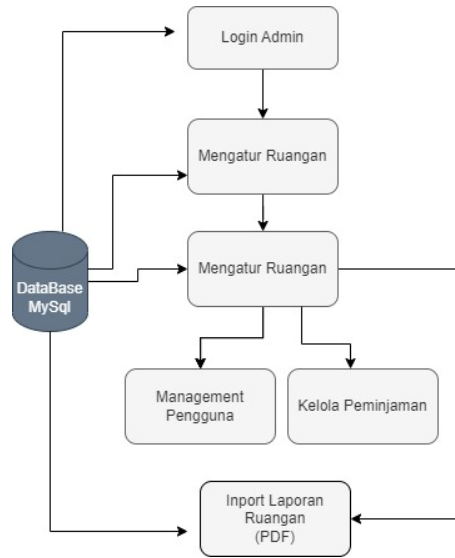 Login Admin
Mengatur Ruangan
Mengatur Ruangan
DataBase
MySql
Management
Pengguna
Kelola Peminjaman
Inport Laporan
Ruangan
(PDF)